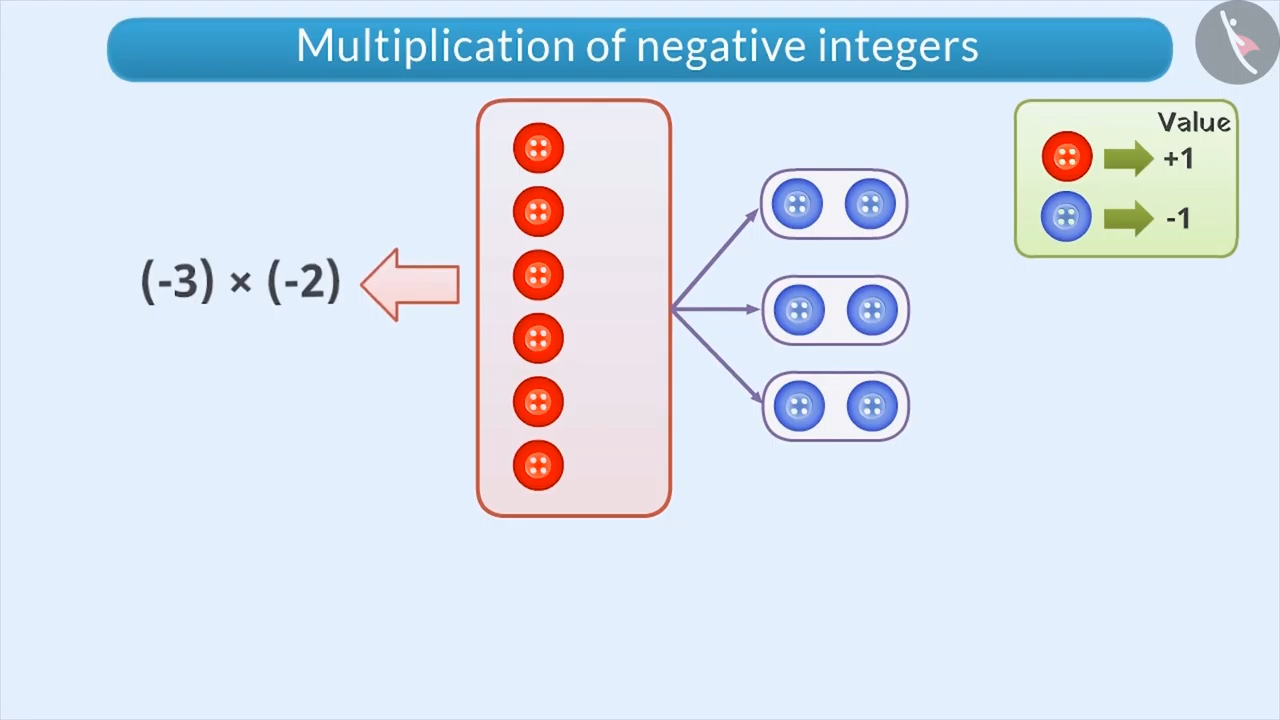 Multiplication of negative integers
Value
+1
-1
(-3) × (-2)